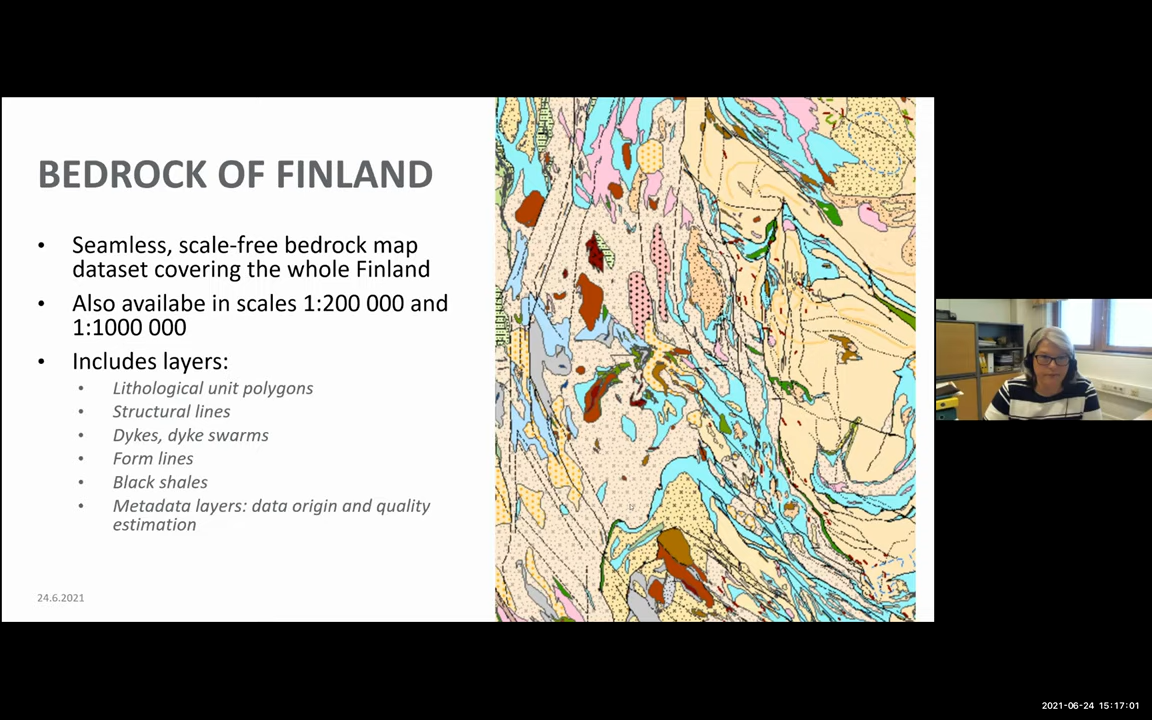 BEDROCK OF FINLAND
• Seamless, scale-free bedrock map
dataset covering the whole Finland
• Also availabe in scales 1:200 000 and
1:1000 000
• Includes layers:
• Lithological unit polygons
• Structural lines
• Dykes, dyke swarms
• Form lines
• Black shales
• Metadata layers: data origin and quality
estimation
24.6.2021
2021-06-24 15:17:01